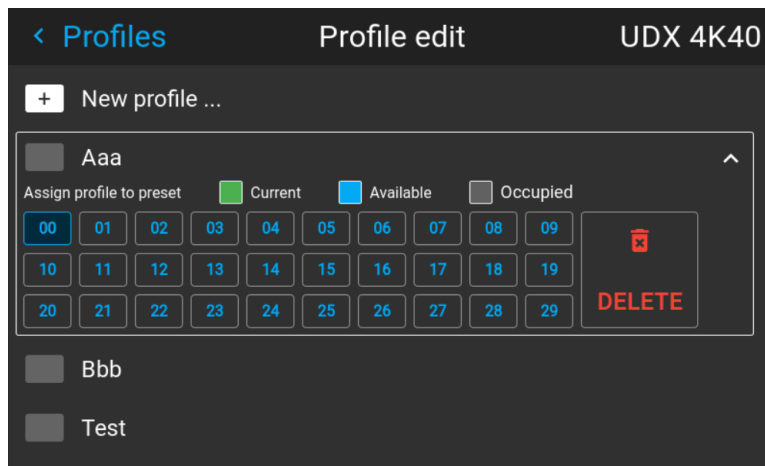 < Profiles Profile edit UDX 4K40
+ New profile ...
Aaa
Assign profile to preset Current Available Occupied
00 01 02 03 04 05 06 07 08 09
10 11 12 13 14 15 16 17 18 19
20 21 22 23 24 25 26 27 28 29
DELETE
Bbb
Test